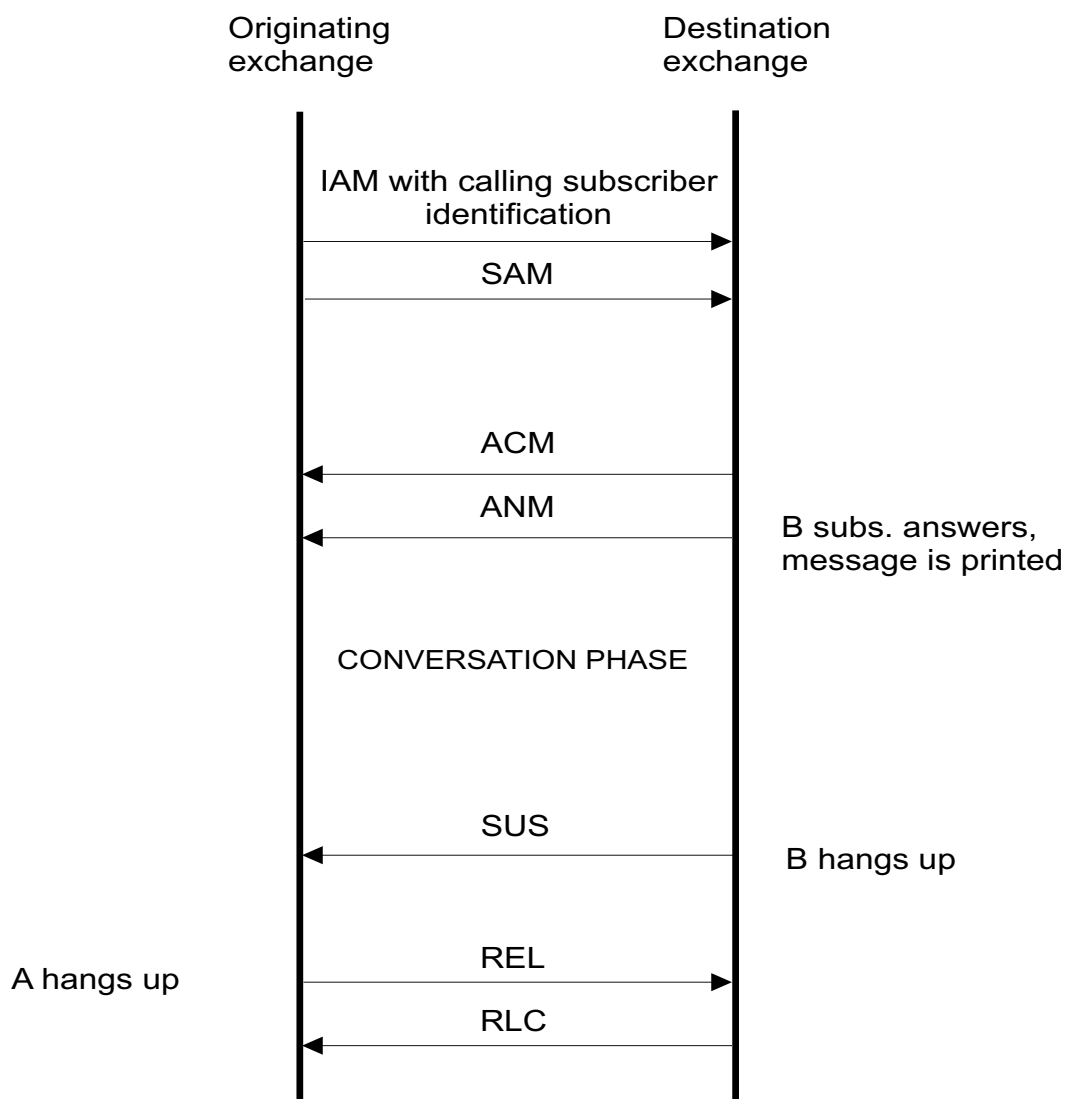 Originating
exchange
Destination
exchange
IAM with calling subscriber
identification
SAM
ACM
ANM
B subs. answers,
message is printed
CONVERSATION PHASE
SUS
B hangs up
REL
A hangs up
RLC